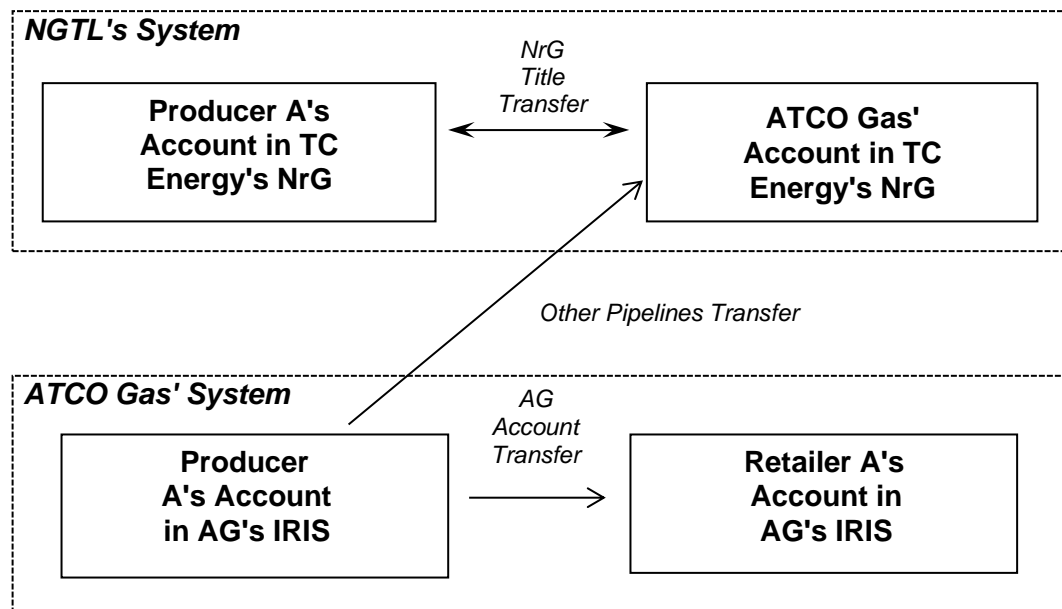 NGTL's System
NrG
Title
Transfer
Producer A's
Account in TC
Energy's NrG
ATCO Gas'
Account in TC
Energy's NrG
Other Pipelines Transfer
ATCO Gas' System
AG
Account
Transfer
Producer
A's Account
in AG's IRIS
Retailer A's
Account in
AG's IRIS